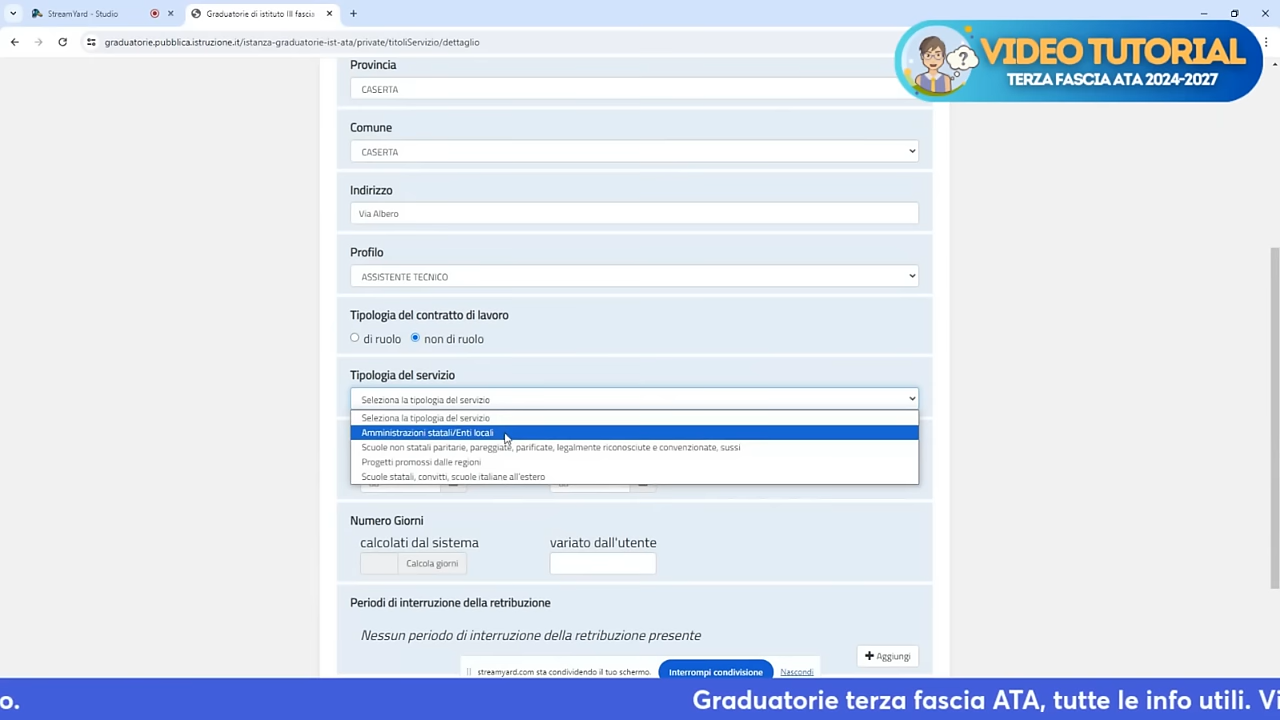 StreamYard - Studio
Graduatorie di istituto III fascia
graduatorie.pubblica.istruzione.it/istanza-graduatorie-ist-ata/private/titoliServizio/dettaglio
VIDEO TUTORIAL
TERZA FASCIA ATA 2024-2027
Provincia
CASERTA
Comune
CASERTA
Indirizzo
Via Albero
Profilo
ASSISTENTE TECNICO
Tipologia del contratto di lavoro
di ruolo non di ruolo
Tipologia del servizio
Seleziona la tipologia del servizio
Seleziona la tipologia del servizio
Amministrazioni statali/Enti locali
Scuole non statali paritarie, pareggiate, parificate, legalmente riconosciute e convenzionate, sussi
Progetti promossi dalle regioni
Scuole statali, convitti, scuole italiane all'estero
Numero Giorni
calcolati dal sistema variato dall'utente
Calcola giorni
Periodi di interruzione della retribuzione
Nessun periodo di interruzione della retribuzione presente
Aggiungi
streamyard.com sta condividendo il tuo schermo. Interrompi condivisione Nascondi
o. Graduatorie terza fascia ATA, tutte le info utili. Vi